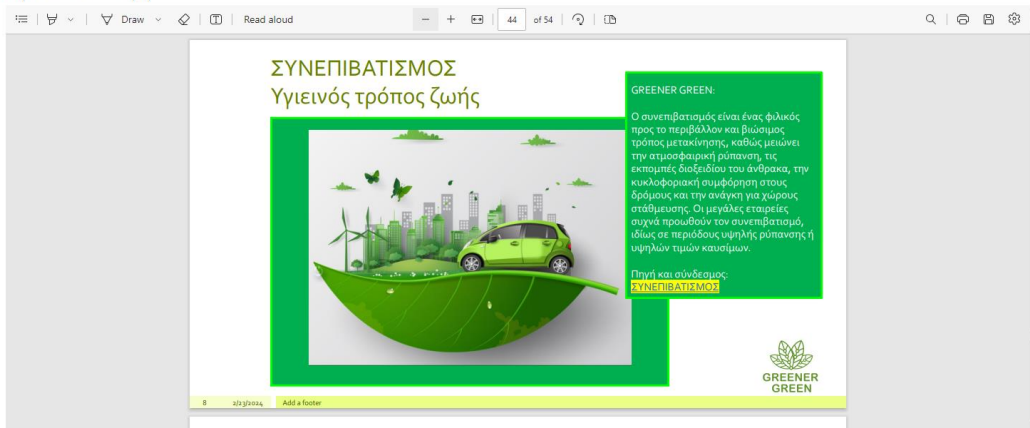 Draw
Read aloud
44 of 54
ΣΥΝΕΠΙΒΑΤΙΣΜΟΣ
Υγιεινός τρόπος ζωής
GREENER GREEN:
Ο συνεπιβατισμός είναι ένας φιλικός
προς το περιβάλλον και βιώσιμος
τρόπος μετακίνησης, καθώς μειώνει
την ατμοσφαιρική ρύπανση, τις
εκπομπές διοξειδίου του άνθρακα, την
κυκλοφοριακή συμφόρηση στους
δρόμους και την ανάγκη για χώρους
στάθμευσης. Οι μεγάλες εταιρείες
συχνά προωθούν τον συνεπιβατισμό,
ιδίως σε περιόδους υψηλής ρύπανσης ή
υψηλών τιμών καυσίμων.
Πηγή και σύνδεσμος:
ΣΥΝΕΠΙΒΑΤΙΣΜΟΣ
GREENER
GREEN
8 2/23/2024 Add a footer